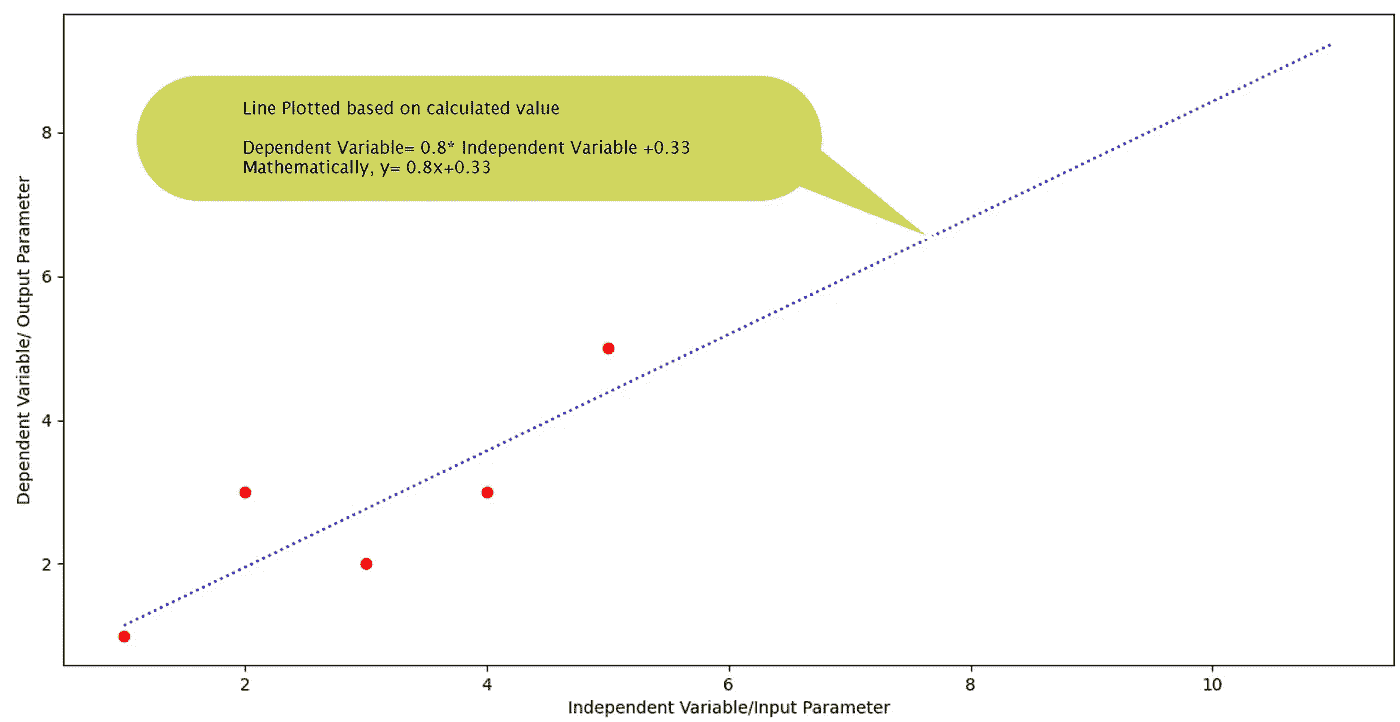 Line Plotted based on calculated value
Dependent Variable= 0.8* Independent Variable +0.33
Mathematically, y= 0.8x+0.33
Dependent Variable/ Output Parameter
8
6
4
2
2 4 6 8 10
Independent Variable/Input Parameter